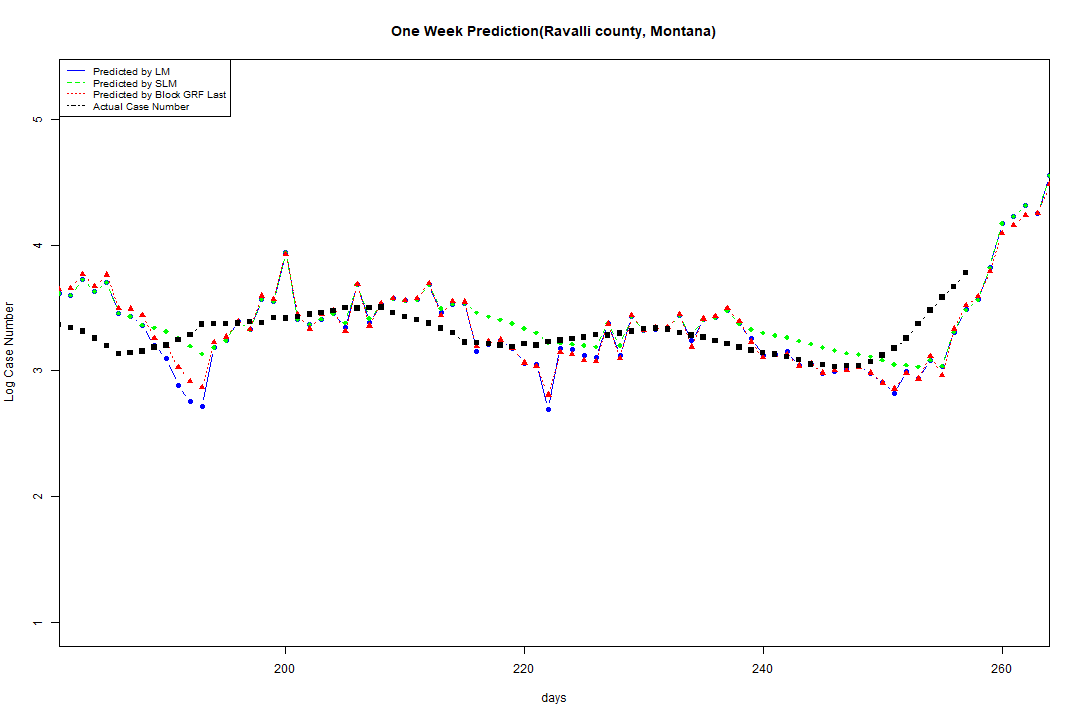 One Week Prediction(Ravalli county, Montana)
Predicted by LM
Predicted by SLM
Predicted by Block GRF Last
Actual Case Number
5
4
3
2
1
Log Case Number
200
220
240
260
days